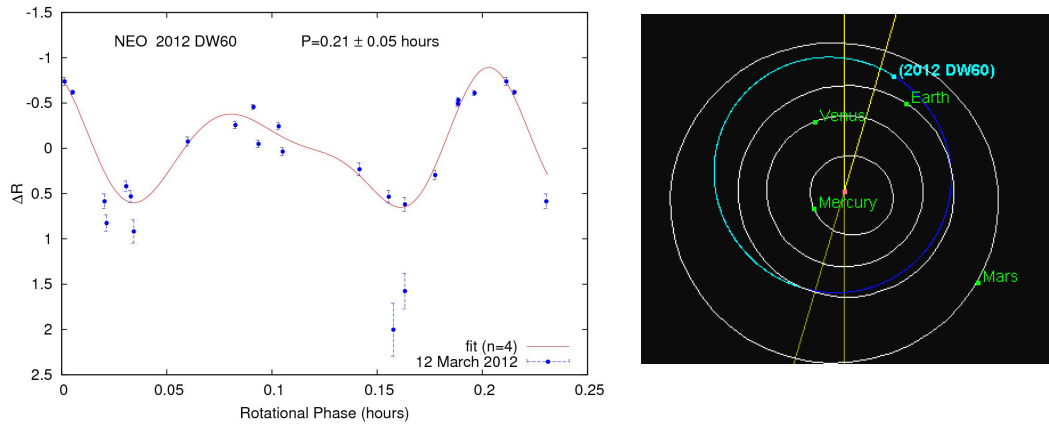 NEO 2012 DW60 P=0.21 ± 0.05 hours
-1.5
-1
-0.5
0
0.5
1
1.5
2
2.5
ΔR
fit (n=4)
12 March 2012
0 0.05 0.1 0.15 0.2 0.25
Rotational Phase (hours)
(2012 DW60)
Earth
Venus
Mercury
Mars